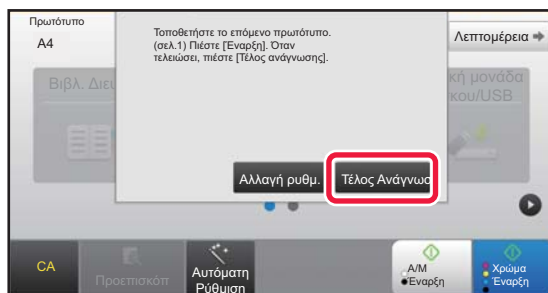 Πρωτότυπο
A4
Τοποθετήστε το επόμενο πρωτότυπο.
(σελ.1) Πιέστε [Έναρξη]. Όταν
τελειώσει, πιέστε [Τέλος ανάγνωσης].
Λεπτομέρεια
Βιβλ. Διευ
κή μονάδα
κου/USB
Αλλαγή ρυθμ.
Τέλος Ανάγνωσ
CA
Προεπισκόπ
Αυτόματη
Ρύθμιση
A/M
Έναρξη
Χρώμα
Έναρξη